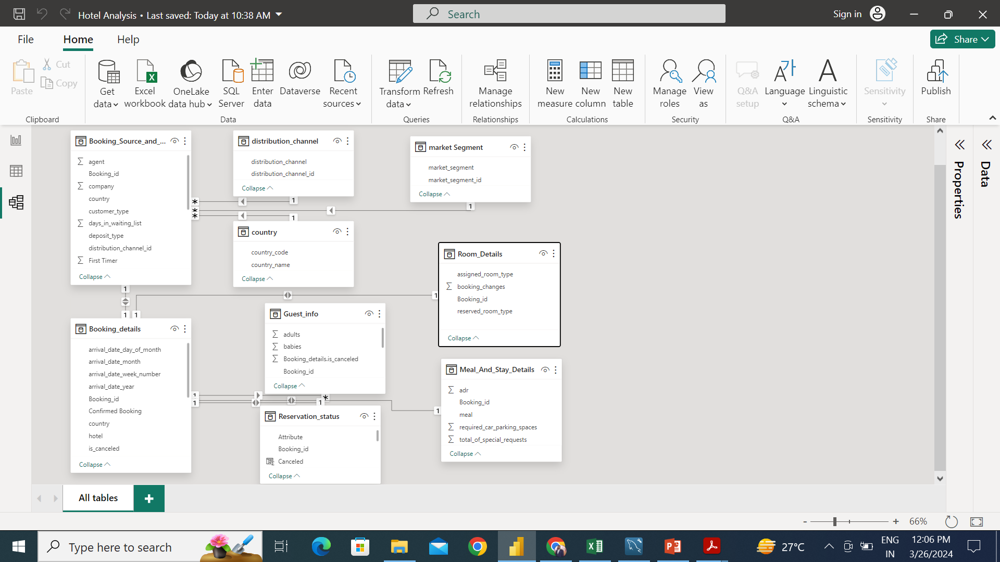 Hotel Analysis • Last saved: Today at 10:38 AM
Search
Sign in
File
Home
Help
Share
Paste
Cut
Copy
Clipboard
Get data
Excel workbook
OneLake data hub
SQL Server
Enter data
Dataverse
Recent sources
Data
Transform data
Refresh
Queries
Manage relationships
Relationships
New measure
New column
New table
Calculations
Manage roles
View as
Security
Q&A setup
Language
Linguistic schema
Q&A
Sensitivity
Sensitivity
Publish
Share
Booking_Source_and_...
agent
Booking_id
company
country
customer_type
days_in_waiting_list
deposit_type
distribution_channel_id
First Timer
Collapse
distribution_channel
distribution_channel
distribution_channel_id
Collapse
market Segment
market_segment
market_segment_id
Collapse
* 1
* 1
* 1
country
country_code
country_name
Collapse
Room_Details
assigned_room_type
booking_changes
Booking_id
reserved_room_type
Collapse
1
1
1 1
Booking_details
arrival_date_day_of_month
arrival_date_month
arrival_date_week_number
arrival_date_year
Booking_id
Confirmed Booking
country
hotel
is_canceled
Collapse
Guest_info
adults
babies
Booking_details.is_canceled
Booking_id
Collapse
1 *
1 1
1
Reservation_status
Attribute
Booking_id
Canceled
Collapse
Meal_And_Stay_Details
adr
Booking_id
meal
required_car_parking_spaces
total_of_special_requests
Collapse
Properties
Data
All tables
+
- + 66%
Type here to search
27°C
ENG
IN
12:06 PM
3/26/2024